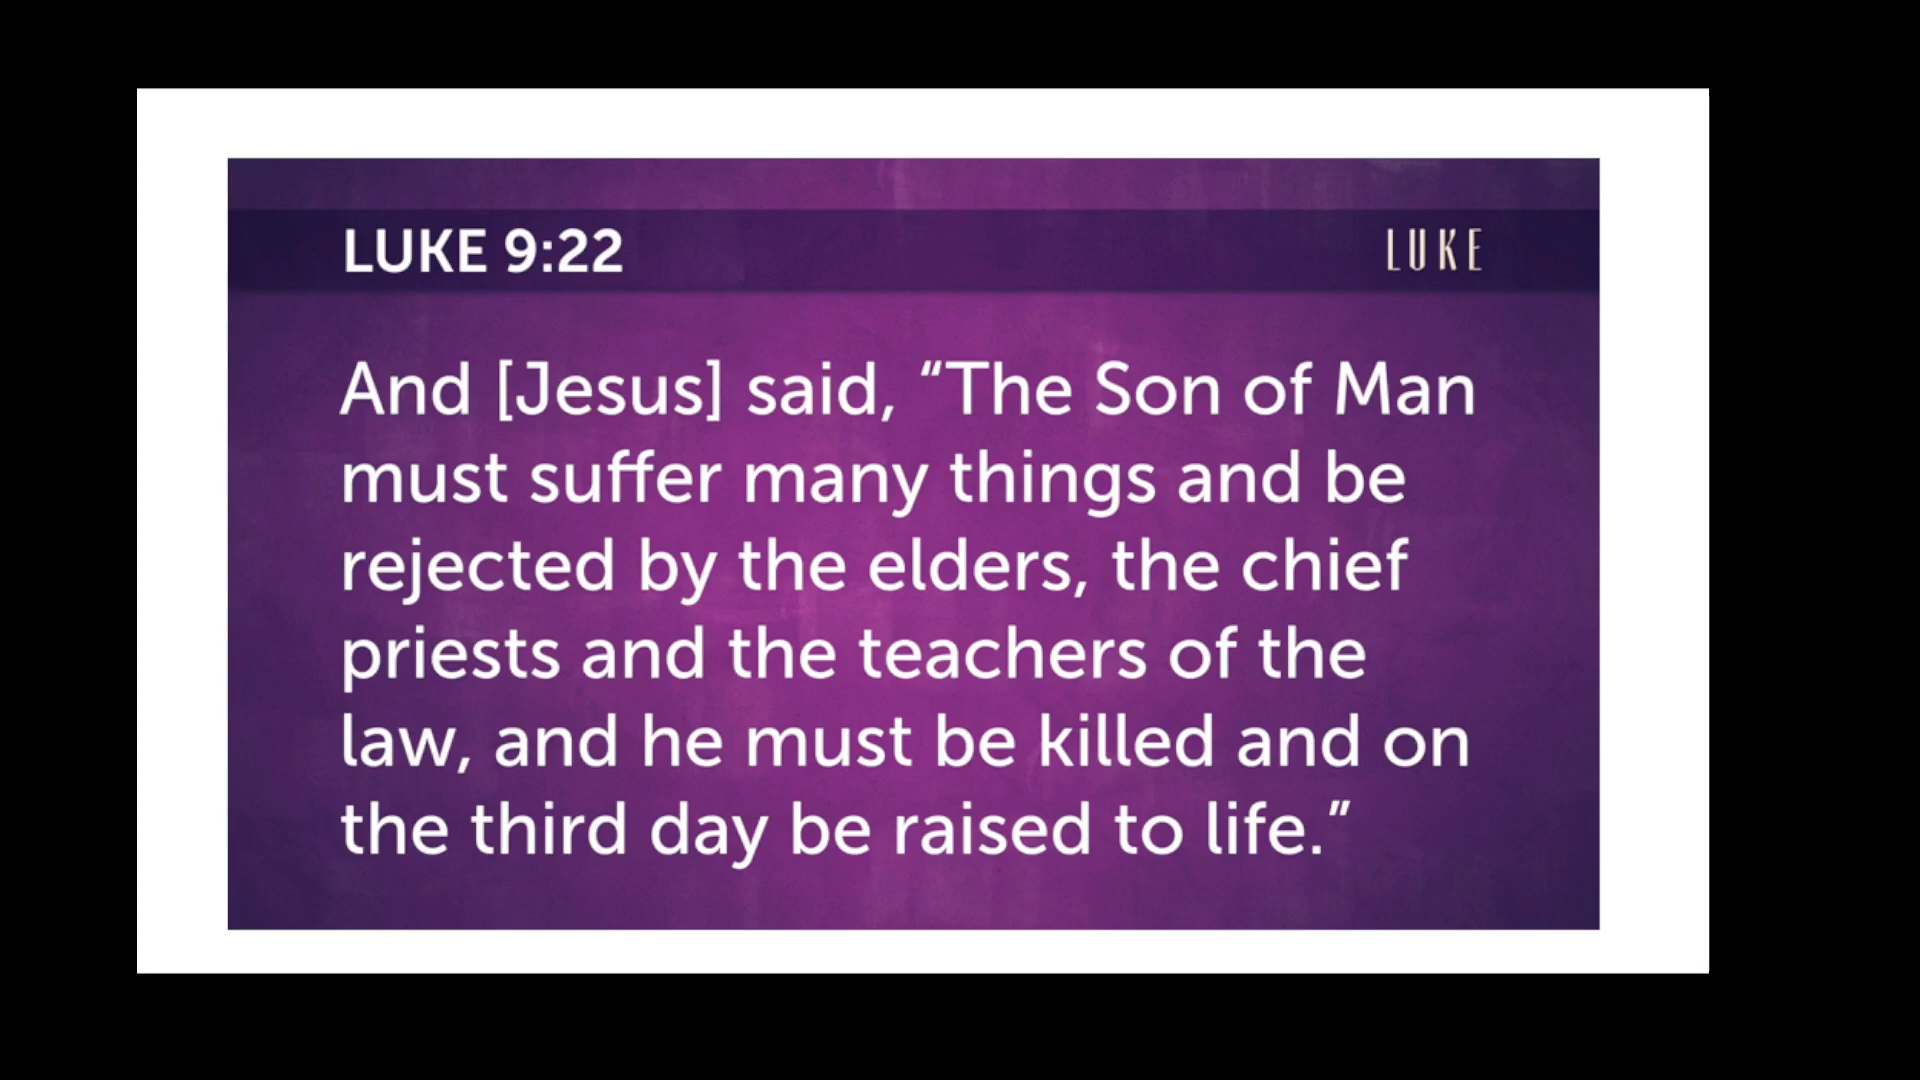 LUKE 9:22
LUKE
And [Jesus] said, “The Son of Man
must suffer many things and be
rejected by the elders, the chief
priests and the teachers of the
law, and he must be killed and on
the third day be raised to life.”